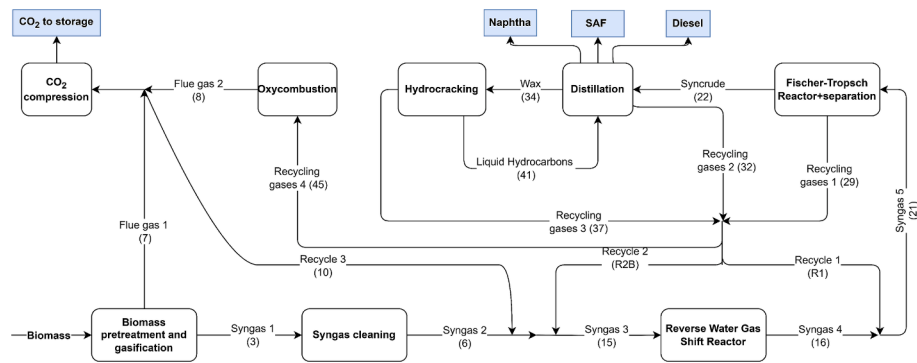 CO₂ to storage
Naphtha
SAF
Diesel
CO₂
compression
Flue gas 2
(8)
Oxycombustion
Hydrocracking
Wax
(34)
Distillation
Syncrude
(22)
Fischer-Tropsch
Reactor+separation
Liquid Hydrocarbons
(41)
Recycling
gases 4 (45)
Recycling
gases 2 (32)
Recycling
gases 1 (29)
Syngas 5
(21)
Flue gas 1
(7)
Recycling
gases 3 (37)
Recycle 3
(10)
Recycle 2
(R2B)
Recycle 1
(R1)
Biomass
Biomass
pretreatment and
gasification
Syngas 1
(3)
Syngas cleaning
Syngas 2
(6)
Syngas 3
(15)
Reverse Water Gas
Shift Reactor
Syngas 4
(16)